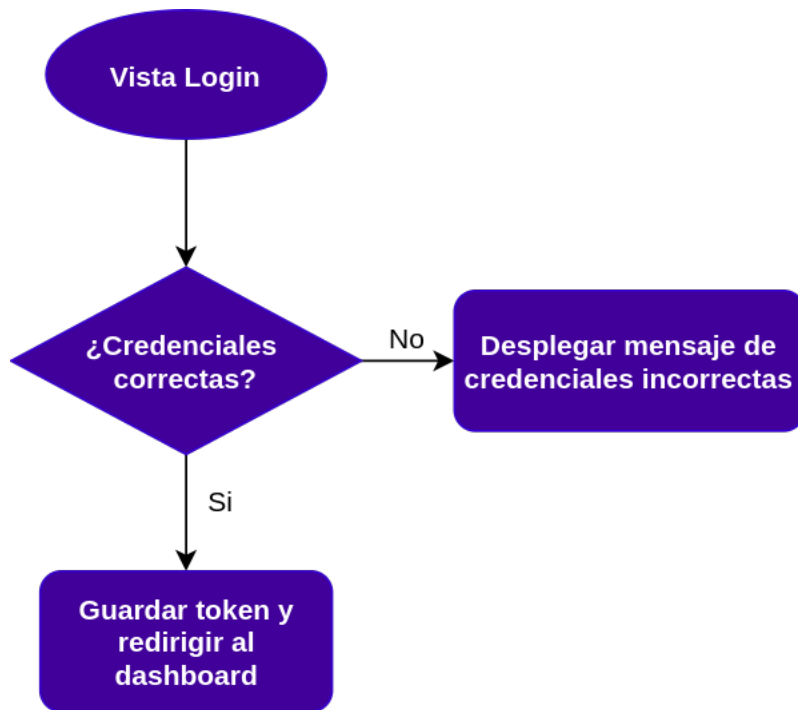 Vista Login
¿Credenciales
correctas?
No
Desplegar mensaje de
credenciales incorrectas
Si
Guardar token y
redirigir al
dashboard